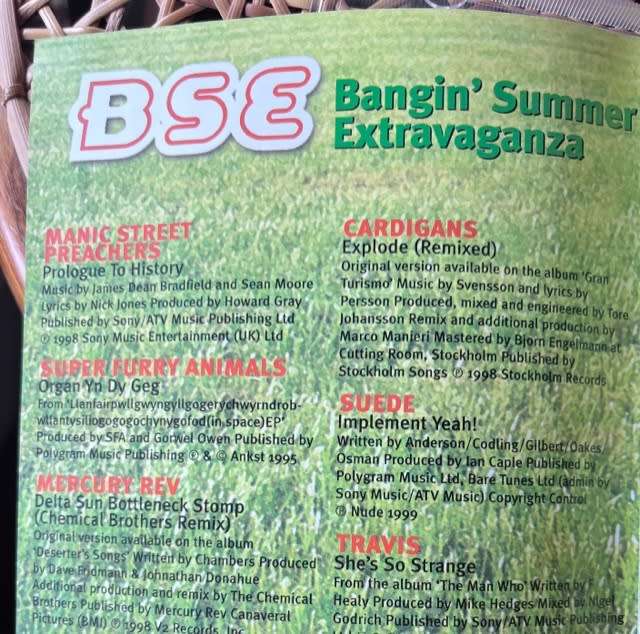 BSE
Bangin' Summer
Extravaganza
MANIC STREET
PREACHERS
Prologue To History
Music by James Dean Bradfield and Sean Moore
Lyrics by Nick Jones Produced by Howard Gray
Published by Sony/ATV Music Publishing Ltd
℗ 1998 Sony Music Entertainment (UK) Ltd
SUPER FURRY ANIMALS
Organ Yn Dy Geg
From 'Llanfairpwllgwyngyllgogerychwyrndrob-
wllantysiliogogogochynygofod(in space)EP'
Produced by SFA and Gorwel Owen Published by
Polygram Music Publishing ℗ & © Ankst 1995
MERCURY REV
Delta Sun Bottleneck Stomp
(Chemical Brothers Remix)
Original version available on the album
'Deserter's Songs' Written by Chambers Produced
by Dave Fridmann & Johnathan Donahue
Additional production and remix by The Chemical
Brothers Published by Mercury Rev Canaveral
Pictures (BMI) ℗ 1998 V2 Records, Inc
CARDIGANS
Explode (Remixed)
Original version available on the album 'Gran
Turismo' Music by Svensson and lyrics by
Persson Produced, mixed and engineered by Tore
Johansson Remix and additional production by
Marco Manieri Mastered by Bjorn Engelmann at
Cutting Room, Stockholm Published by
Stockholm Songs ℗ 1998 Stockholm Records
SUEDE
Implement Yeah!
Written by Anderson/Codling/Gilbert/Oakes/
Osman Produced by Ian Caple Published by
Polygram Music Ltd, Bare Tunes Ltd (admin by
Sony Music/ATV Music) Copyright Control
℗ Nude 1999
TRAVIS
She's So Strange
From the album 'The Man Who' Written by F
Healy Produced by Mike Hedges Mixed by Nigel
Godrich Published by Sony/ATV Music Publishing